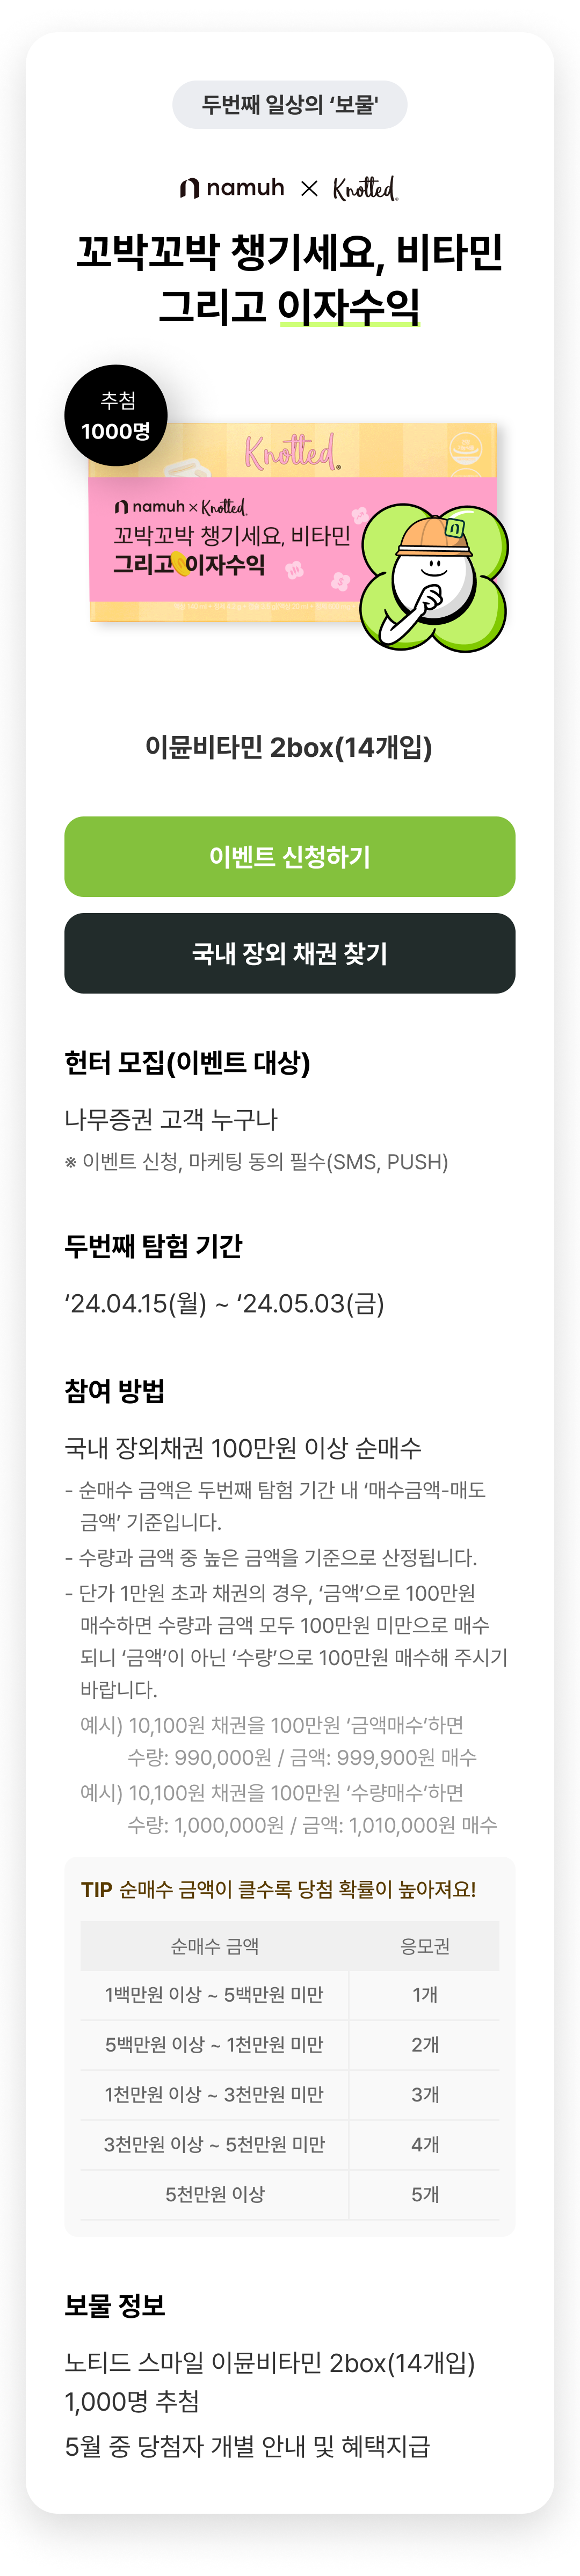 두번째 일상의 ‘보물'
namuh × Knotted
꼬박꼬박 챙기세요, 비타민
그리고 이자수익
추첨
1000명
Knotted
namuh × Knotted
꼬박꼬박 챙기세요, 비타민
그리고 이자수익
이뮨비타민 2box(14개입)
이벤트 신청하기
국내 장외 채권 찾기
헌터 모집(이벤트 대상)
나무증권 고객 누구나
※ 이벤트 신청, 마케팅 동의 필수(SMS, PUSH)
두번째 탐험 기간
‘24.04.15(월) ~ ‘24.05.03(금)
참여 방법
국내 장외채권 100만원 이상 순매수
- 순매수 금액은 두번째 탐험 기간 내 ‘매수금액-매도
금액’ 기준입니다.
- 수량과 금액 중 높은 금액을 기준으로 산정됩니다.
- 단가 1만원 초과 채권의 경우, ‘금액’으로 100만원
매수하면 수량과 금액 모두 100만원 미만으로 매수
되니 ‘금액’이 아닌 ‘수량’으로 100만원 매수해 주시기
바랍니다.
예시) 10,100원 채권을 100만원 ‘금액매수’하면
수량: 990,000원 / 금액: 999,900원 매수
예시) 10,100원 채권을 100만원 ‘수량매수’하면
수량: 1,000,000원 / 금액: 1,010,000원 매수
TIP 순매수 금액이 클수록 당첨 확률이 높아져요!
순매수 금액 응모권
1백만원 이상 ~ 5백만원 미만 1개
5백만원 이상 ~ 1천만원 미만 2개
1천만원 이상 ~ 3천만원 미만 3개
3천만원 이상 ~ 5천만원 미만 4개
5천만원 이상 5개
보물 정보
노티드 스마일 이뮨비타민 2box(14개입)
1,000명 추첨
5월 중 당첨자 개별 안내 및 혜택지급